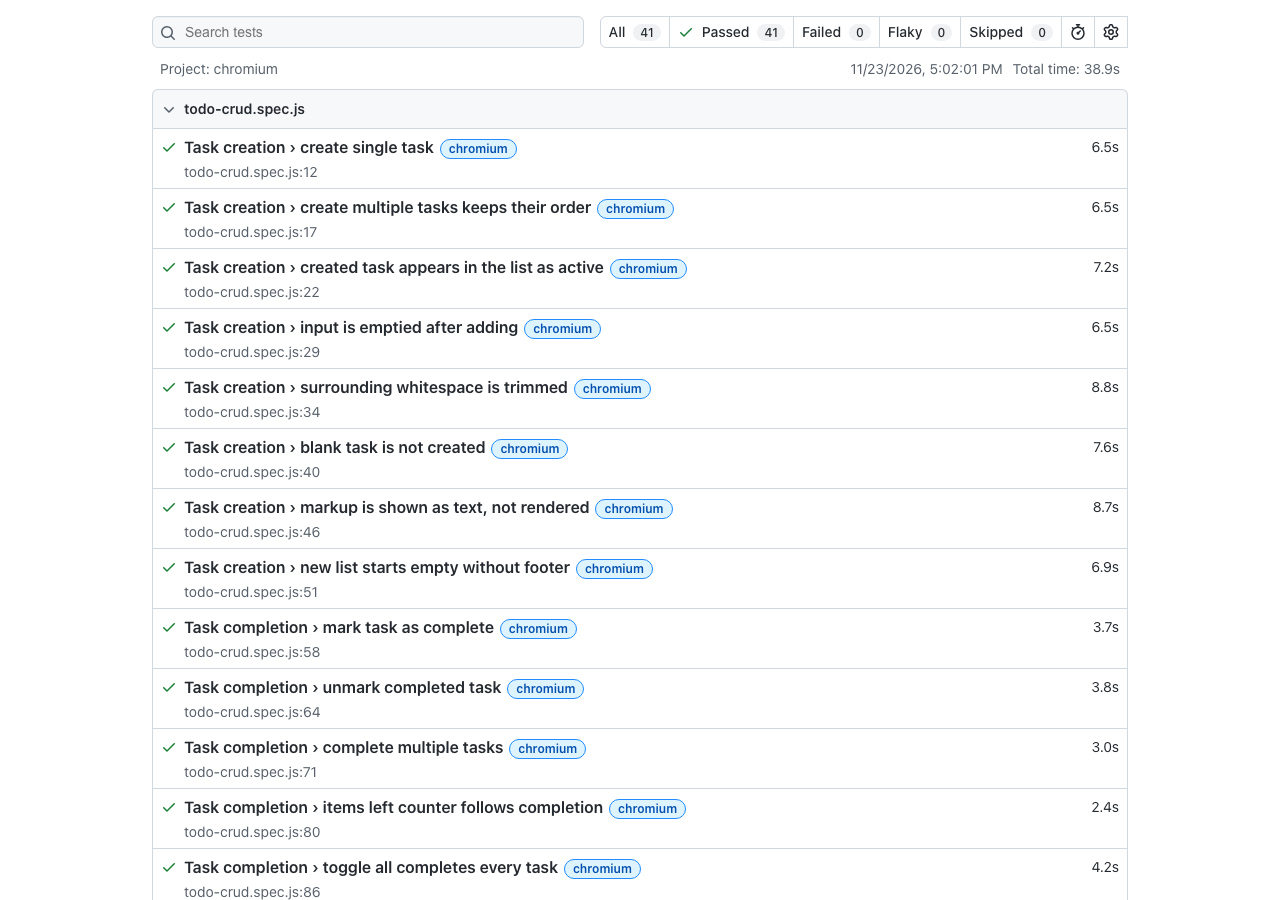 Search tests
All 41 Passed 41 Failed 0 Flaky 0 Skipped 0
Project: chromium 11/23/2026, 5:02:01 PM Total time: 38.9s
todo-crud.spec.js
Task creation › create single task chromium 6.5s
todo-crud.spec.js:12
Task creation › create multiple tasks keeps their order chromium 6.5s
todo-crud.spec.js:17
Task creation › created task appears in the list as active chromium 7.2s
todo-crud.spec.js:22
Task creation › input is emptied after adding chromium 6.5s
todo-crud.spec.js:29
Task creation › surrounding whitespace is trimmed chromium 8.8s
todo-crud.spec.js:34
Task creation › blank task is not created chromium 7.6s
todo-crud.spec.js:40
Task creation › markup is shown as text, not rendered chromium 8.7s
todo-crud.spec.js:46
Task creation › new list starts empty without footer chromium 6.9s
todo-crud.spec.js:51
Task completion › mark task as complete chromium 3.7s
todo-crud.spec.js:58
Task completion › unmark completed task chromium 3.8s
todo-crud.spec.js:64
Task completion › complete multiple tasks chromium 3.0s
todo-crud.spec.js:71
Task completion › items left counter follows completion chromium 2.4s
todo-crud.spec.js:80
Task completion › toggle all completes every task chromium 4.2s
todo-crud.spec.js:86